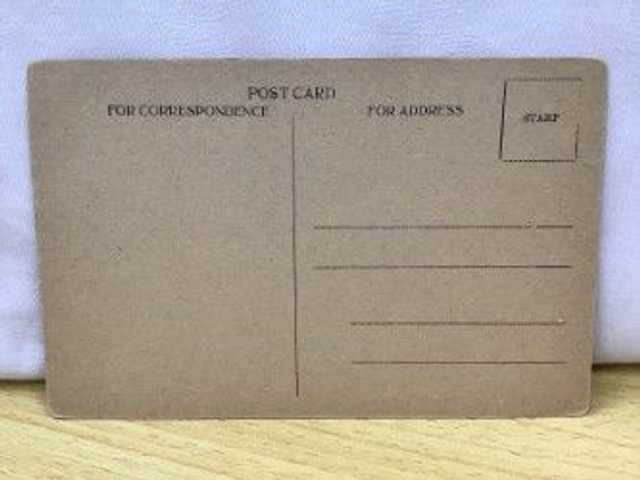 POST CARD
FOR CORRESPONDENCE
FOR ADDRESS
STAMP